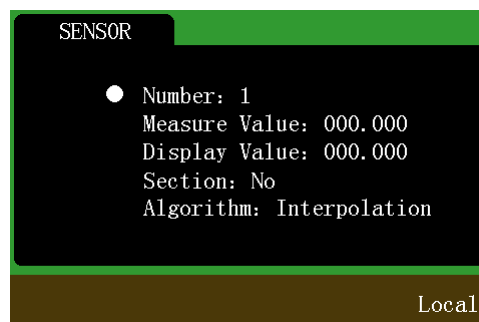 SENSOR
Number: 1
Measure Value: 000.000
Display Value: 000.000
Section: No
Algorithm: Interpolation
Local